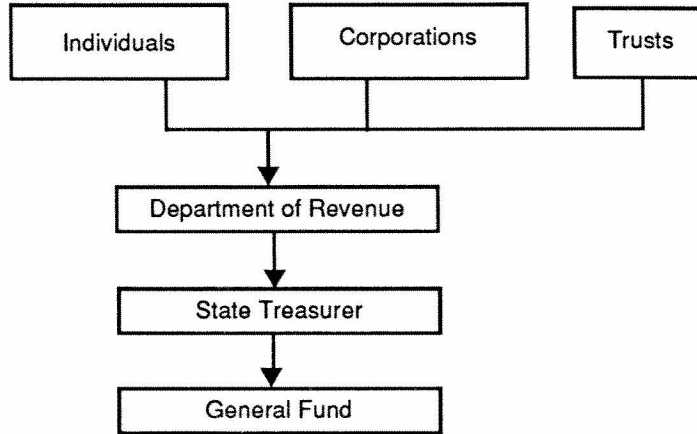 Individuals
Corporations
Trusts
Department of Revenue
State Treasurer
General Fund